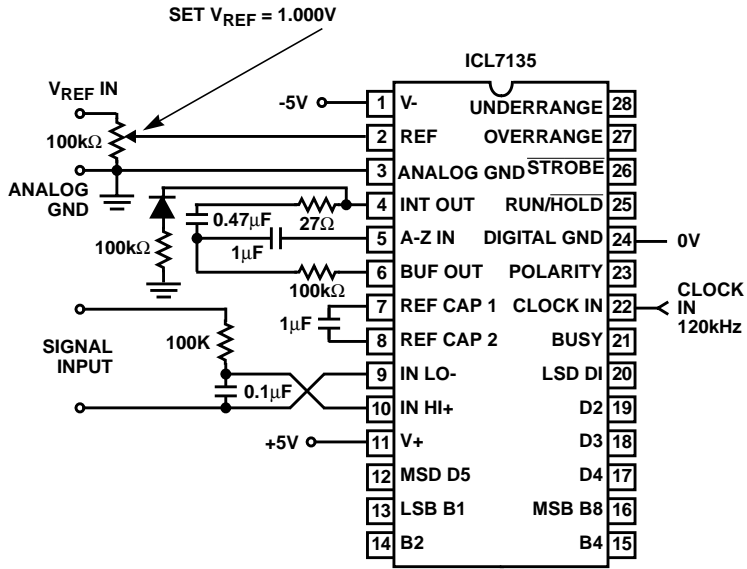 SET VREF = 1.000V
ICL7135
VREF IN
100kΩ
ANALOG
GND
-5V
1 V-
2 REF
3 ANALOG GND
4 INT OUT
5 A-Z IN
6 BUF OUT
7 REF CAP 1
8 REF CAP 2
9 IN LO-
10 IN HI+
11 V+
12 MSD D5
13 LSB B1
14 B2
UNDERRANGE 28
OVERRANGE 27
STROBE 26
RUN/HOLD 25
DIGITAL GND 24
POLARITY 23
CLOCK IN 22
BUSY 21
LSD DI 20
D2 19
D3 18
D4 17
MSB B8 16
B4 15
0.47µF
27Ω
1µF
100kΩ
100kΩ
1µF
SIGNAL
INPUT
100K
0.1µF
+5V
0V
CLOCK
IN
120kHz